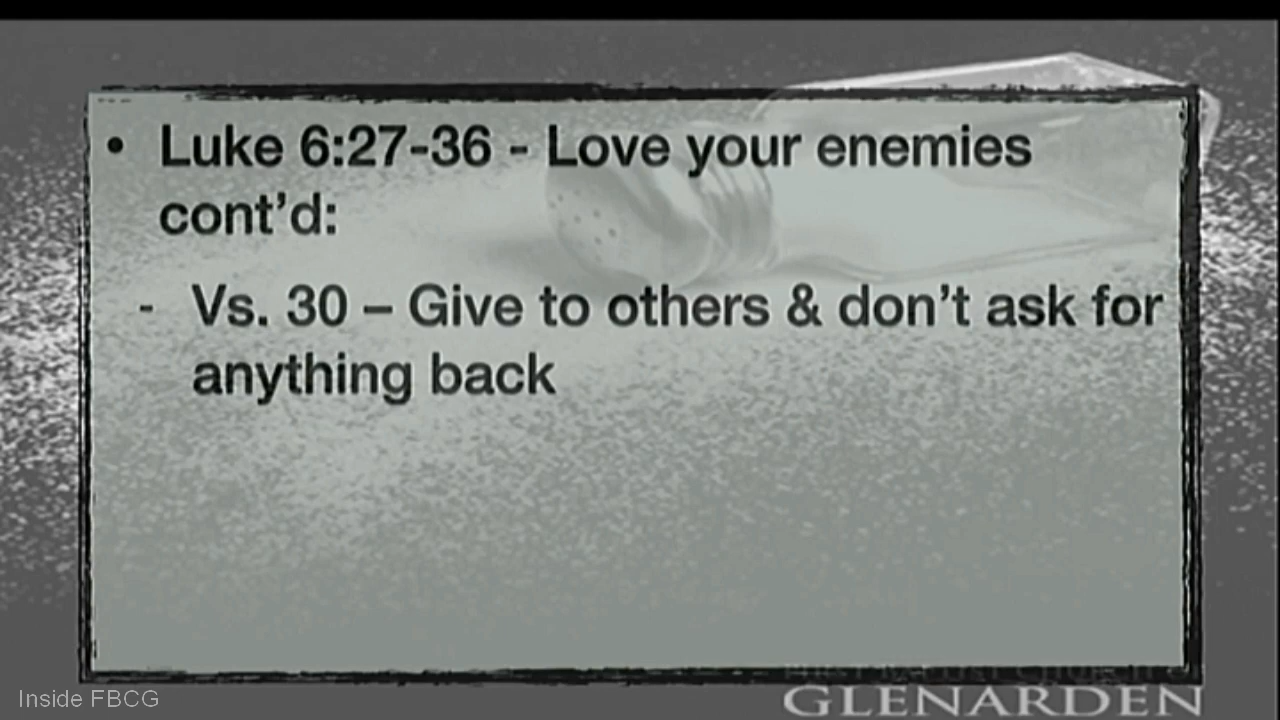 • Luke 6:27-36 - Love your enemies
cont’d:
- Vs. 30 – Give to others & don’t ask for
anything back
Inside FBCG
GLENARDEN